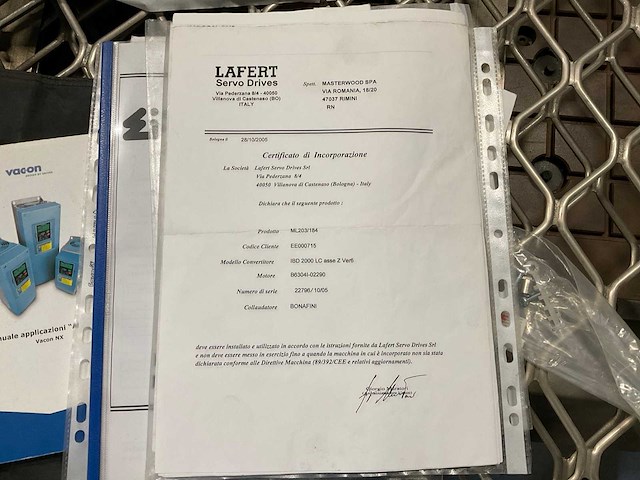 LAFERT
Servo Drives
Via Pederzana 6/4 - 40050
Villanova di Castenaso (BO)
ITALY
Spett. MASTERWOOD SPA
VIA ROMANIA, 18/20
47037 RIMINI
RN
Bologna il 28/10/2005
Certificato di Incorporazione
La Società Lafert Servo Drives Srl
Via Pederzana 6/4
40050 Villanova di Castenaso (Bologna) - Italy
Dichiara che il seguente prodotto :
Prodotto ML203/184
Codice Cliente EE000715
Modello Convertitore ISD 2000 LC asse Z Verti.
Motore B6304I-02290
Numero di serie 22796/10/05
Collaudatore BONAFINI
deve essere installato e utilizzato in accordo con le istruzioni fornite da Lafert Servo Drives Srl
e non deve essere messo in esercizio fino a quando la macchina in cui è incorporato non sia stata
dichiarata conforme alle Direttive Macchina (89/392/CEE e relativi aggiornamenti).
vacon
nuale applicazioni "A
Vacon NX